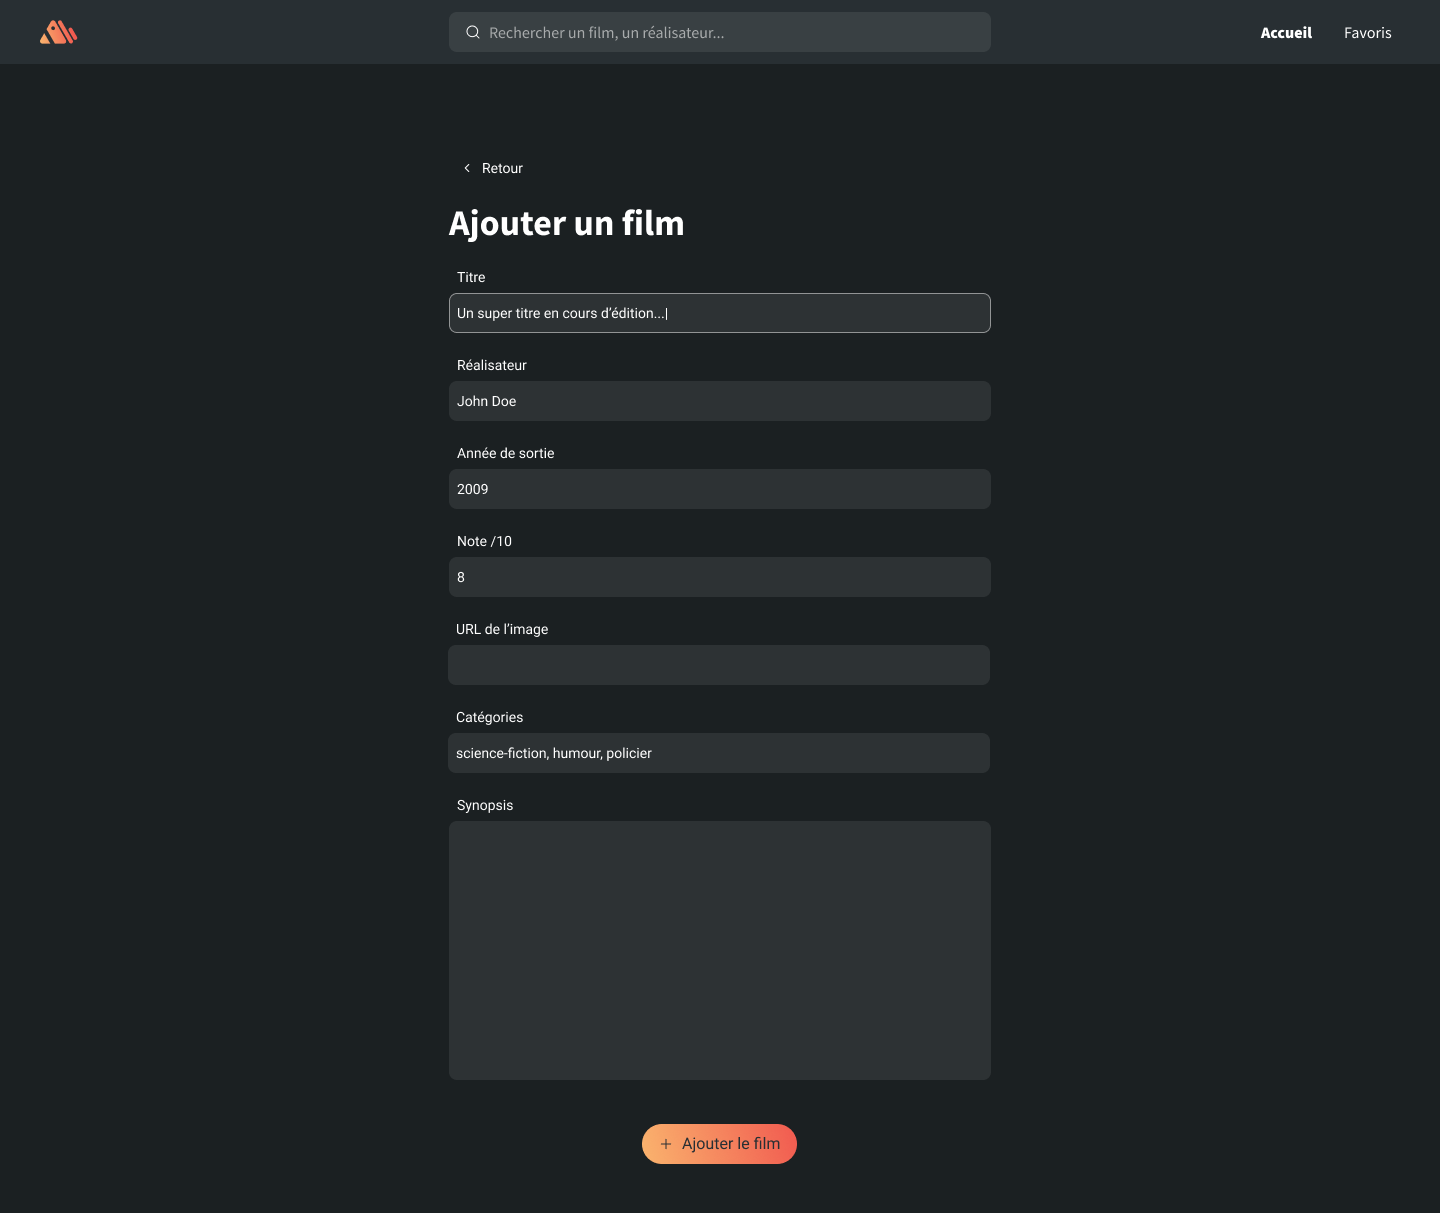 Rechercher un film, un réalisateur...
Accueil
Favoris
Retour
Ajouter un film
Titre
Un super titre en cours d’édition...|
Réalisateur
John Doe
Année de sortie
2009
Note /10
8
URL de l’image
Catégories
science-fiction, humour, policier
Synopsis
Ajouter le film